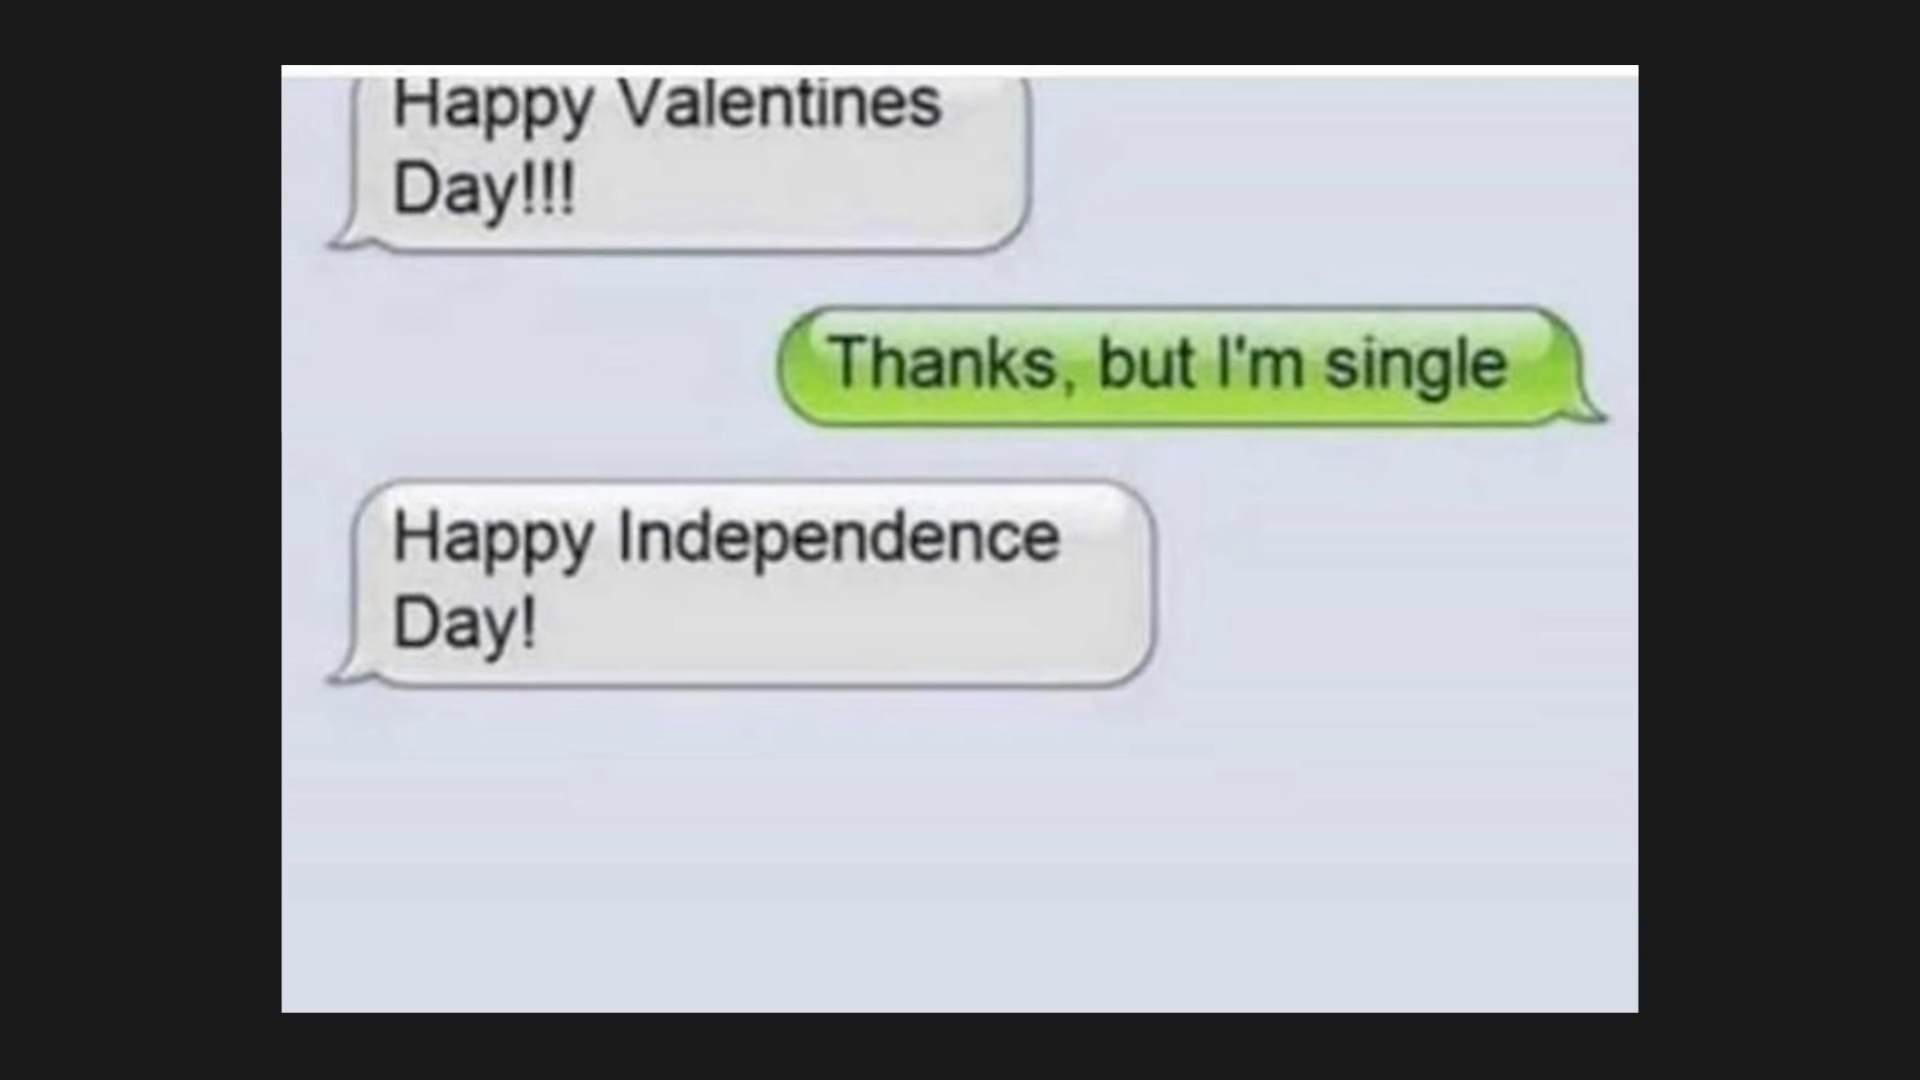 Happy Valentines
Day!!!
Thanks, but I'm single
Happy Independence
Day!